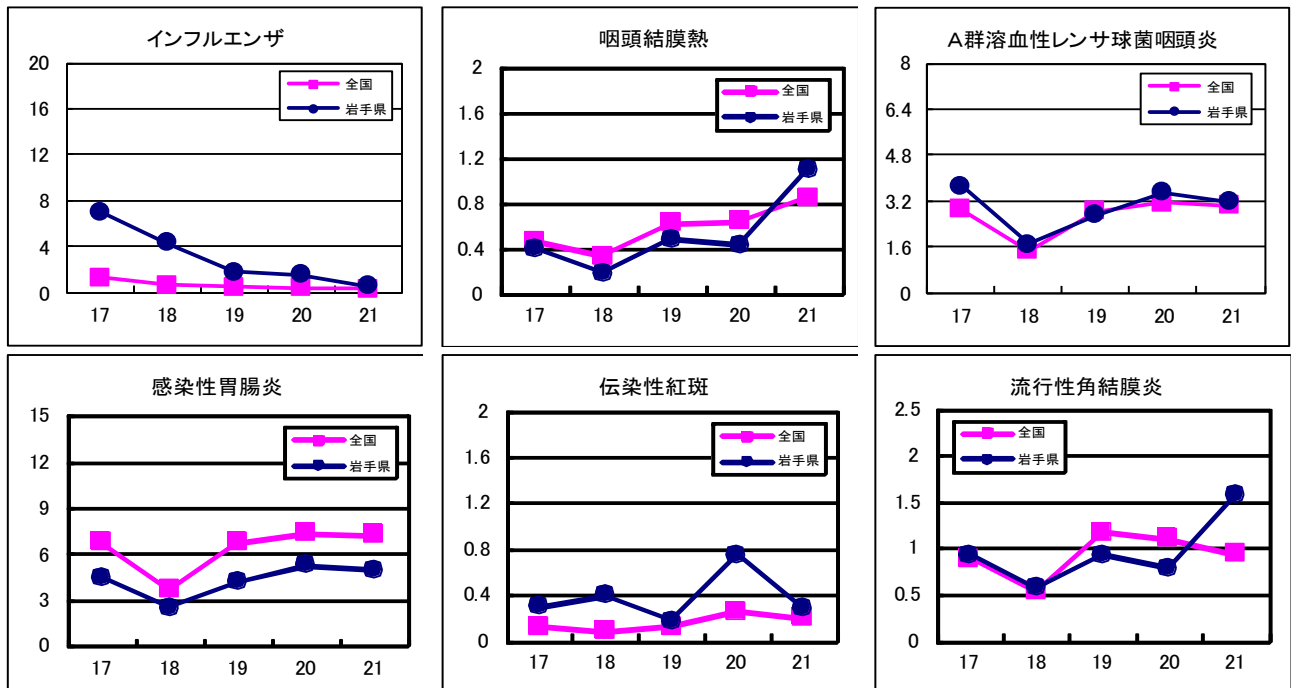 インフルエンザ
20
16
12
8
4
0
全国
岩手県
17 18 19 20 21
咽頭結膜熱
2
1.6
1.2
0.8
0.4
0
全国
岩手県
17 18 19 20 21
A群溶血性レンサ球菌咽頭炎
8
6.4
4.8
3.2
1.6
0
全国
岩手県
17 18 19 20 21
感染性胃腸炎
15
12
9
6
3
0
全国
岩手県
17 18 19 20 21
伝染性紅斑
2
1.6
1.2
0.8
0.4
0
全国
岩手県
17 18 19 20 21
流行性角結膜炎
2.5
2
1.5
1
0.5
0
全国
岩手県
17 18 19 20 21